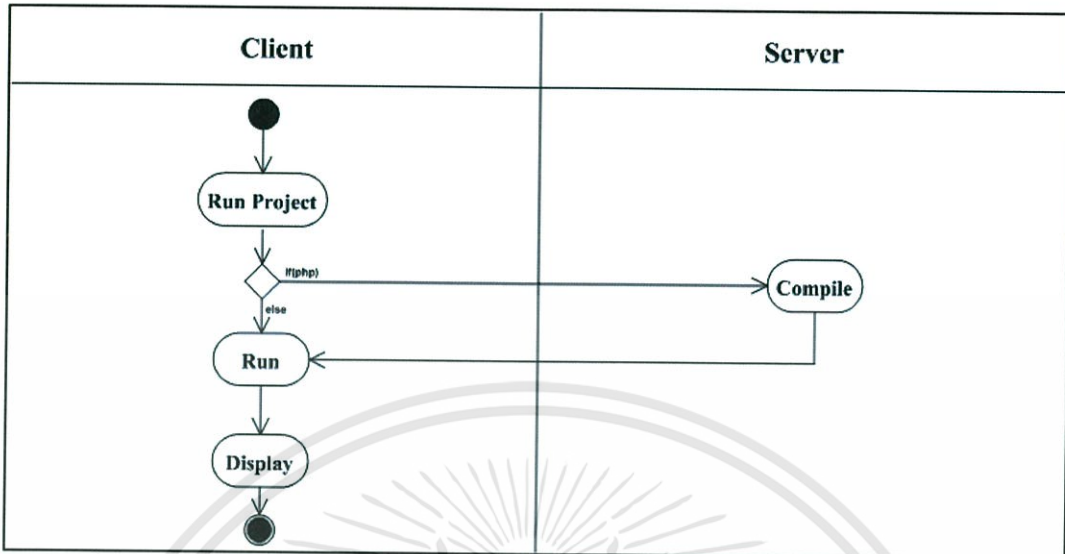 Client
Server
Run Project
if(php)
else
Compile
Run
Display